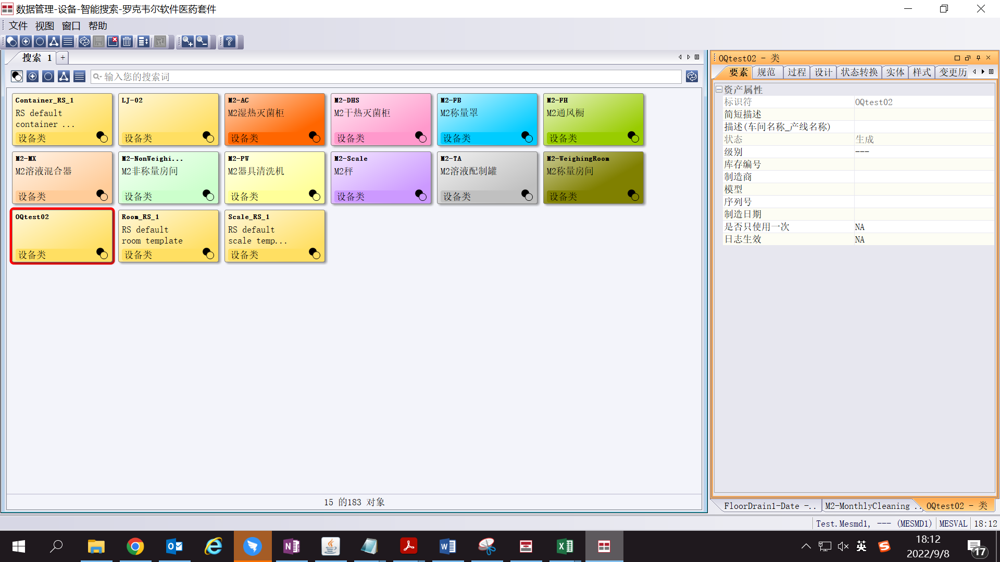 数据管理-设备-智能搜索-罗克韦尔软件医药套件
文件 视图 窗口 帮助
搜索 1 +
输入您的搜索词
Container_RS_1
RS default
container ...
设备类
LJ-02
设备类
M2-AC
M2湿热灭菌柜
设备类
M2-DHS
M2干热灭菌柜
设备类
M2-FB
M2称量罩
设备类
M2-FH
M2通风橱
设备类
M2-MX
M2溶液混合器
设备类
M2-NonWeighi...
M2非称量房间
设备类
M2-PW
M2器具清洗机
设备类
M2-Scale
M2秤
设备类
M2-TA
M2溶液配制罐
设备类
M2-WeighingRoom
M2称量房间
设备类
OQtest02
设备类
Room_RS_1
RS default
room template
设备类
Scale_RS_1
RS default
scale temp...
设备类
15 的183 对象
OQtest02 - 类
要素 规范 过程 设计 状态转换 实体 样式 变更历
资产属性
标识符 OQtest02
简短描述
描述(车间名称_产线名称)
状态 生成
级别 ---
库存编号
制造商
模型
序列号
制造日期
是否只使用一次 NA
日志生效 NA
FloorDrain1-Date -.. M2-MonthlyCleaning .. OQtest02 - 类
Test.Mesmd1, --- (MESMD1) MESVAL 18:12
英
18:12
2022/9/8
17